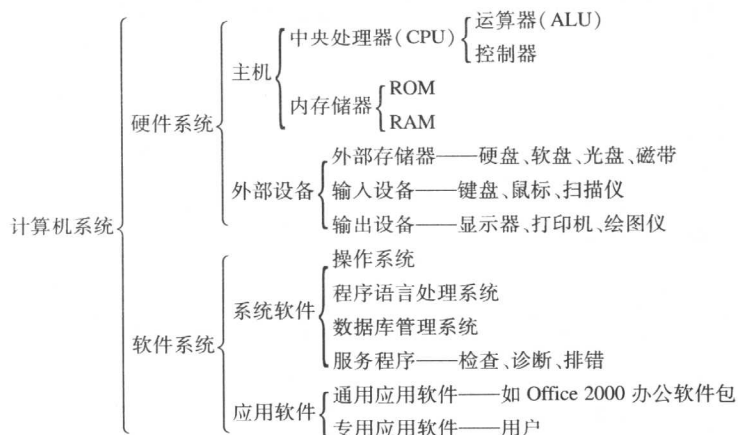 计算机系统
硬件系统
主机
中央处理器(CPU)
运算器(ALU)
控制器
内存储器
ROM
RAM
外部设备
外部存储器——硬盘、软盘、光盘、磁带
输入设备——键盘、鼠标、扫描仪
输出设备——显示器、打印机、绘图仪
软件系统
系统软件
操作系统
程序语言处理系统
数据库管理系统
服务程序——检查、诊断、排错
应用软件
通用应用软件——如 Office 2000 办公软件包
专用应用软件——用户